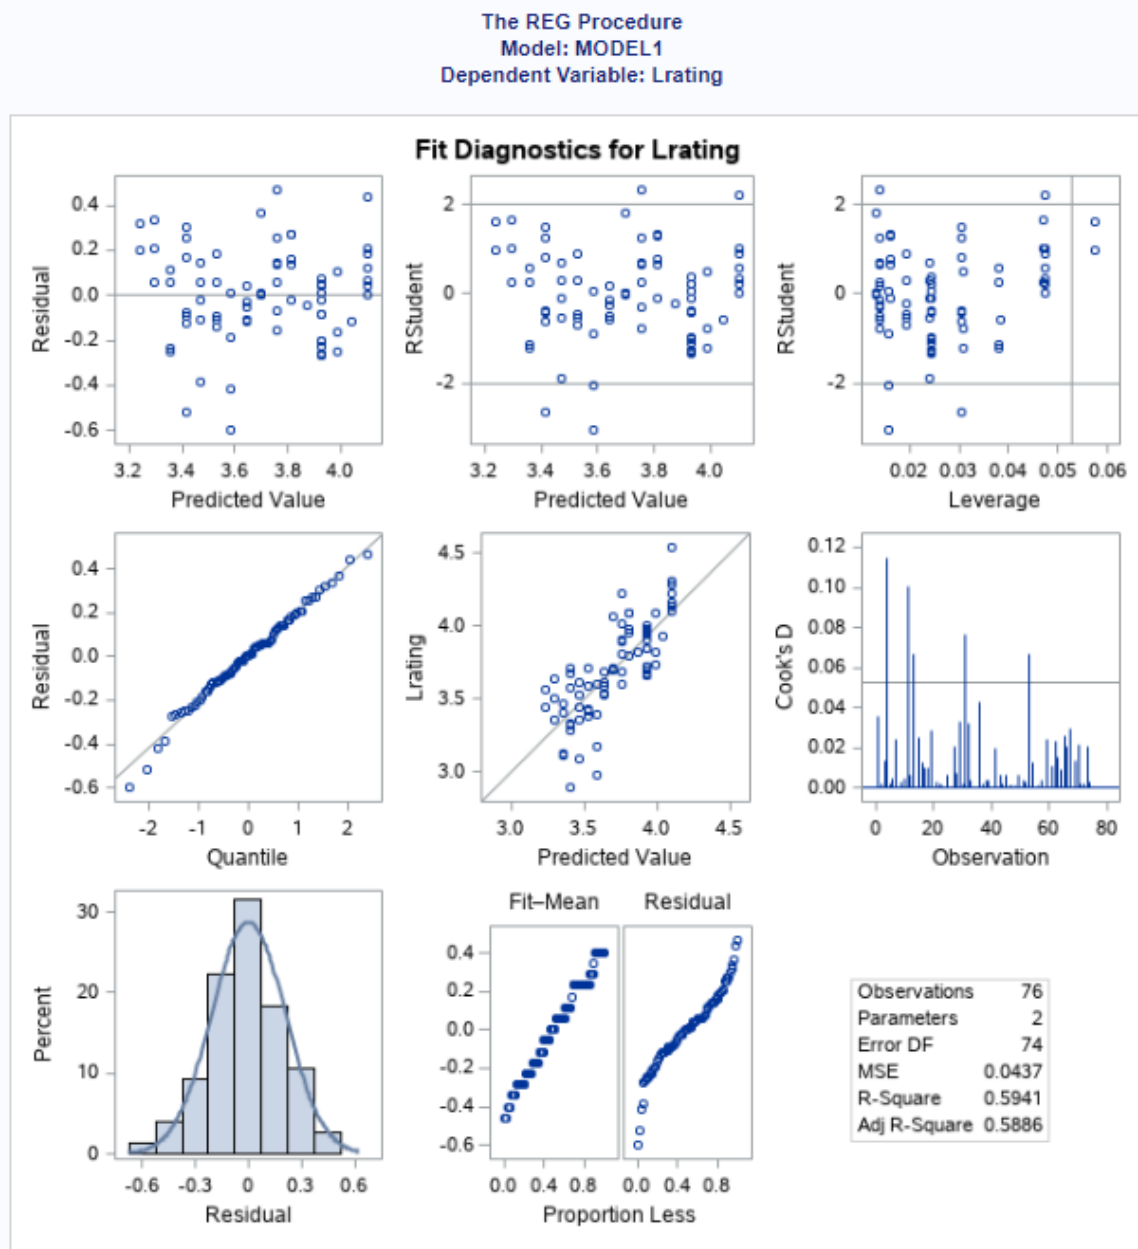 The REG Procedure
Model: MODEL1
Dependent Variable: Lrating
Fit Diagnostics for Lrating
0.4
0.2
0.0
-0.2
-0.4
-0.6
Residual
3.2 3.4 3.6 3.8 4.0
Predicted Value
2
0
-2
RStudent
3.2 3.4 3.6 3.8 4.0
Predicted Value
2
0
-2
RStudent
0.02 0.03 0.04 0.05 0.06
Leverage
0.4
0.2
0.0
-0.2
-0.4
-0.6
Residual
-2 -1 0 1 2
Quantile
4.5
4.0
3.5
3.0
Lrating
3.0 3.5 4.0 4.5
Predicted Value
0.12
0.10
0.08
0.06
0.04
0.02
0.00
Cook's D
0 20 40 60 80
Observation
30
20
10
0
Percent
-0.6 -0.3 0 0.3 0.6
Residual
Fit–Mean Residual
0.4
0.2
0.0
-0.2
-0.4
-0.6
0.0 0.4 0.8 0.0 0.4 0.8
Proportion Less
Observations 76
Parameters 2
Error DF 74
MSE 0.0437
R-Square 0.5941
Adj R-Square 0.5886